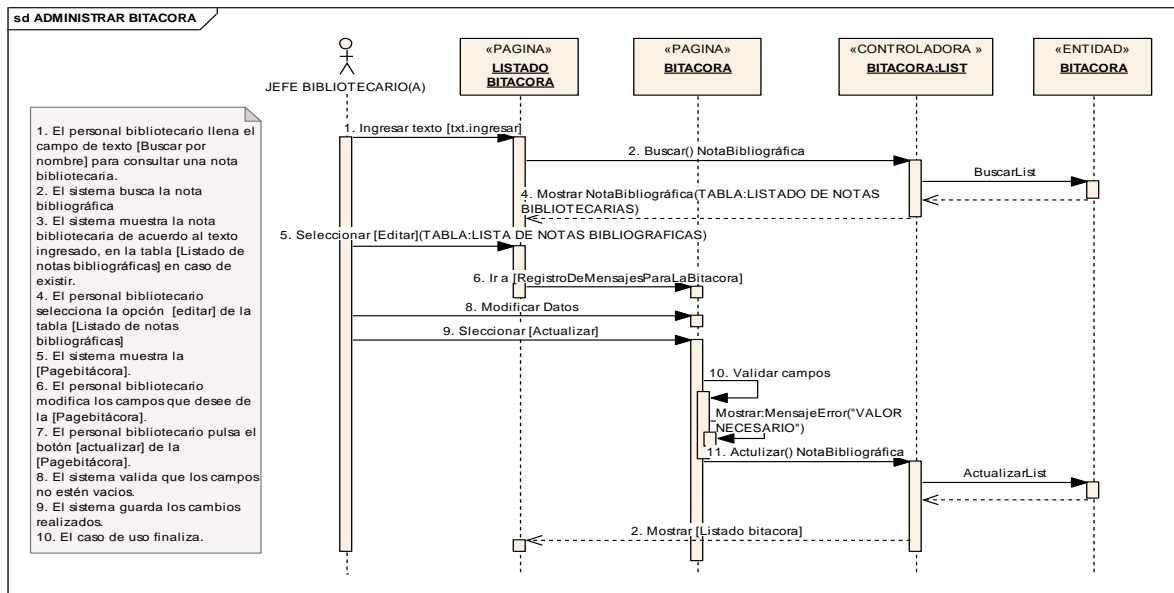 sd ADMINISTRAR BITACORA
JEFE BIBLIOTECARIO(A)
«PAGINA»
LISTADO
BITACORA
«PAGINA»
BITACORA
«CONTROLADORA »
BITACORA:LIST
«ENTIDAD»
BITACORA
1. El personal bibliotecario llena el
campo de texto [Buscar por
nombre] para consultar una nota
bibliotecaria.
2. El sistema busca la nota
bibliográfica
3. El sistema muestra la nota
bibliotecaria de acuerdo al texto
ingresado, en la tabla [Listado de
notas bibliográficas] en caso de
existir.
4. El personal bibliotecario
selecciona la opción [editar] de la
tabla [Listado de notas
bibliográficas]
5. El sistema muestra la
[Pagebitácora].
6. El personal bibliotecario
modifica los campos que desee de
la [Pagebitácora].
7. El personal bibliotecario pulsa el
botón [actualizar] de la
[Pagebitácora].
8. El sistema valida que los campos
no estén vacios.
9. El sistema guarda los cambios
realizados.
10. El caso de uso finaliza.
1. Ingresar texto [txt.ingresar]
2. Buscar() NotaBibliográfica
BuscarList
4. Mostrar NotaBibliográfica(TABLA:LISTADO DE NOTAS
BIBLIOTECARIAS)
5. Seleccionar [Editar](TABLA:LISTA DE NOTAS BIBLIOGRAFICAS)
6. Ir a [RegistroDeMensajesParaLaBitacora]
8. Modificar Datos
9. Sleccionar [Actualizar]
10. Validar campos
Mostrar:MensajeError("VALOR
NECESARIO")
11. Actulizar() NotaBibliográfica
ActualizarList
2. Mostrar [Listado bitacora]